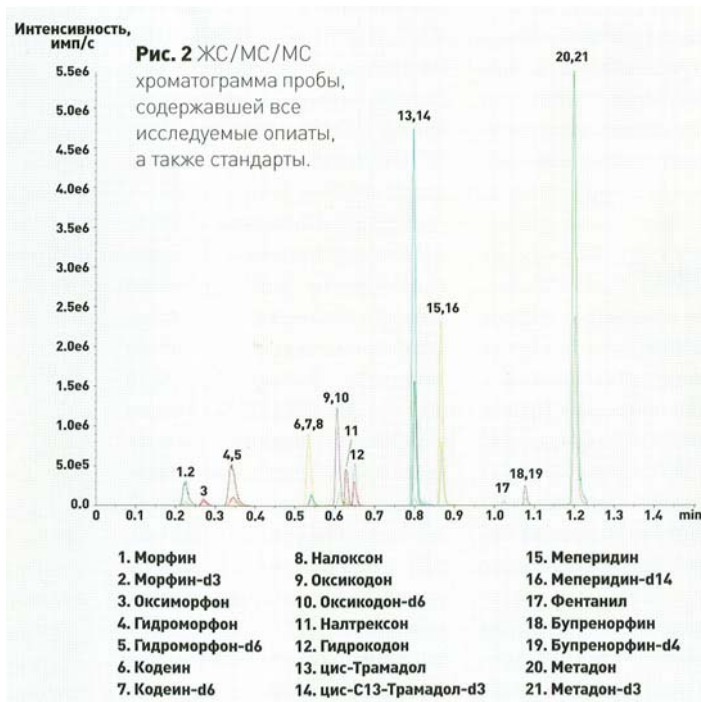 Интенсивность,
имп/с
Рис. 2 ЖС/МС/МС
хроматограмма пробы,
содержавшей все
исследуемые опиаты,
а также стандарты.
5.5e6
5.0e6
4.5e6
4.0e6
3.5e6
3.0e6
2.5e6
2.0e6
1.5e6
1.0e6
5.0e5
0.0
20,21
13,14
15,16
9,10
6,7,8
11
12
4,5
1.2
3
17
18,19
0 0.1 0.2 0.3 0.4 0.5 0.6 0.7 0.8 0.9 1.0 1.1 1.2 1.3 1.4 min
1. Морфин
2. Морфин-d3
3. Оксиморфон
4. Гидроморфон
5. Гидроморфон-d6
6. Кодеин
7. Кодеин-d6
8. Налоксон
9. Оксикодон
10. Оксикодон-d6
11. Налтрексон
12. Гидрокодон
13. цис-Трамадол
14. цис-С13-Трамадол-d3
15. Меперидин
16. Меперидин-d14
17. Фентанил
18. Бупренорфин
19. Бупренорфин-d4
20. Метадон
21. Метадон-d3